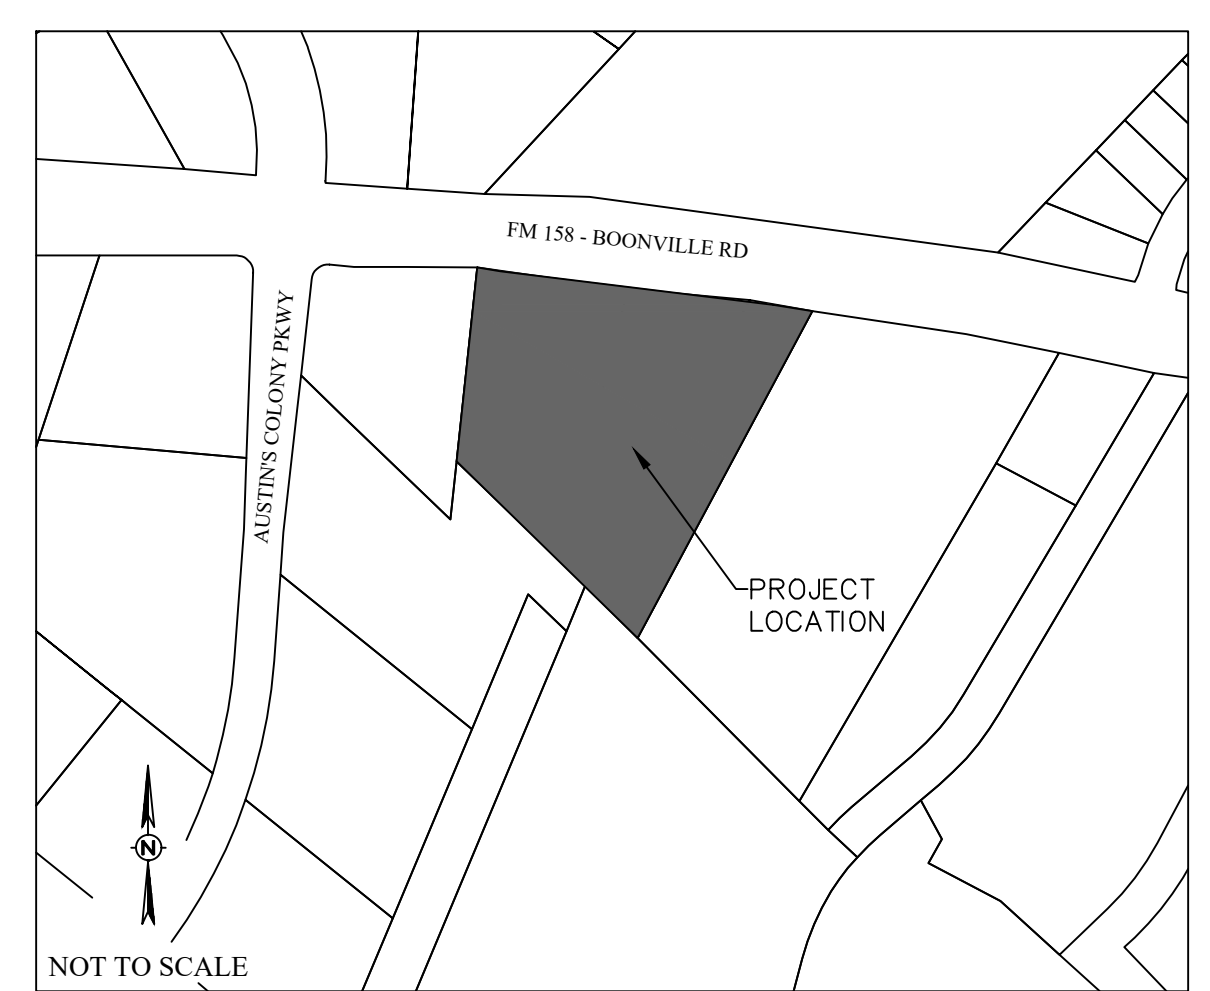 FM 158 - BOONVILLE RD
AUSTIN'S COLONY PKWY
PROJECT
LOCATION
N
NOT TO SCALE